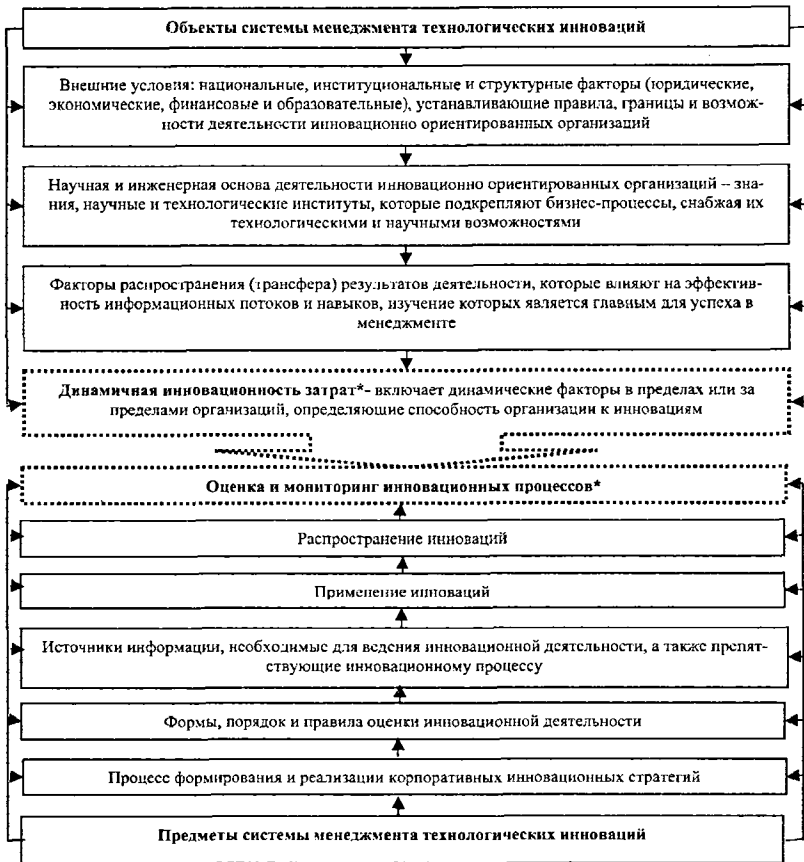 Объекты системы менеджмента технологических инноваций
Внешние условия: национальные, институциональные и структурные факторы (юридические,
экономические, финансовые и образовательные), устанавливающие правила, границы и возмож-
ности деятельности инновационно ориентированных организаций
Научная и инженерная основа деятельности инновационно ориентированных организаций – зна-
ния, научные и технологические институты, которые подкрепляют бизнес-процессы, снабжая их
технологическими и научными возможностями
Факторы распространения (трансфера) результатов деятельности, которые влияют на эффектив-
ность информационных потоков и навыков, изучение которых является главным для успеха в
менеджменте
Динамичная инновационность затрат*- включает динамические факторы в пределах или за
пределами организаций, определяющие способность организации к инновациям
Оценка и мониторинг инновационных процессов*
Распространение инноваций
Применение инноваций
Источники информации, необходимые для ведения инновационной деятельности, а также препят-
ствующие инновационному процессу
Формы, порядок и правила оценки инновационной деятельности
Процесс формирования и реализации корпоративных инновационных стратегий
Предметы системы менеджмента технологических инноваций